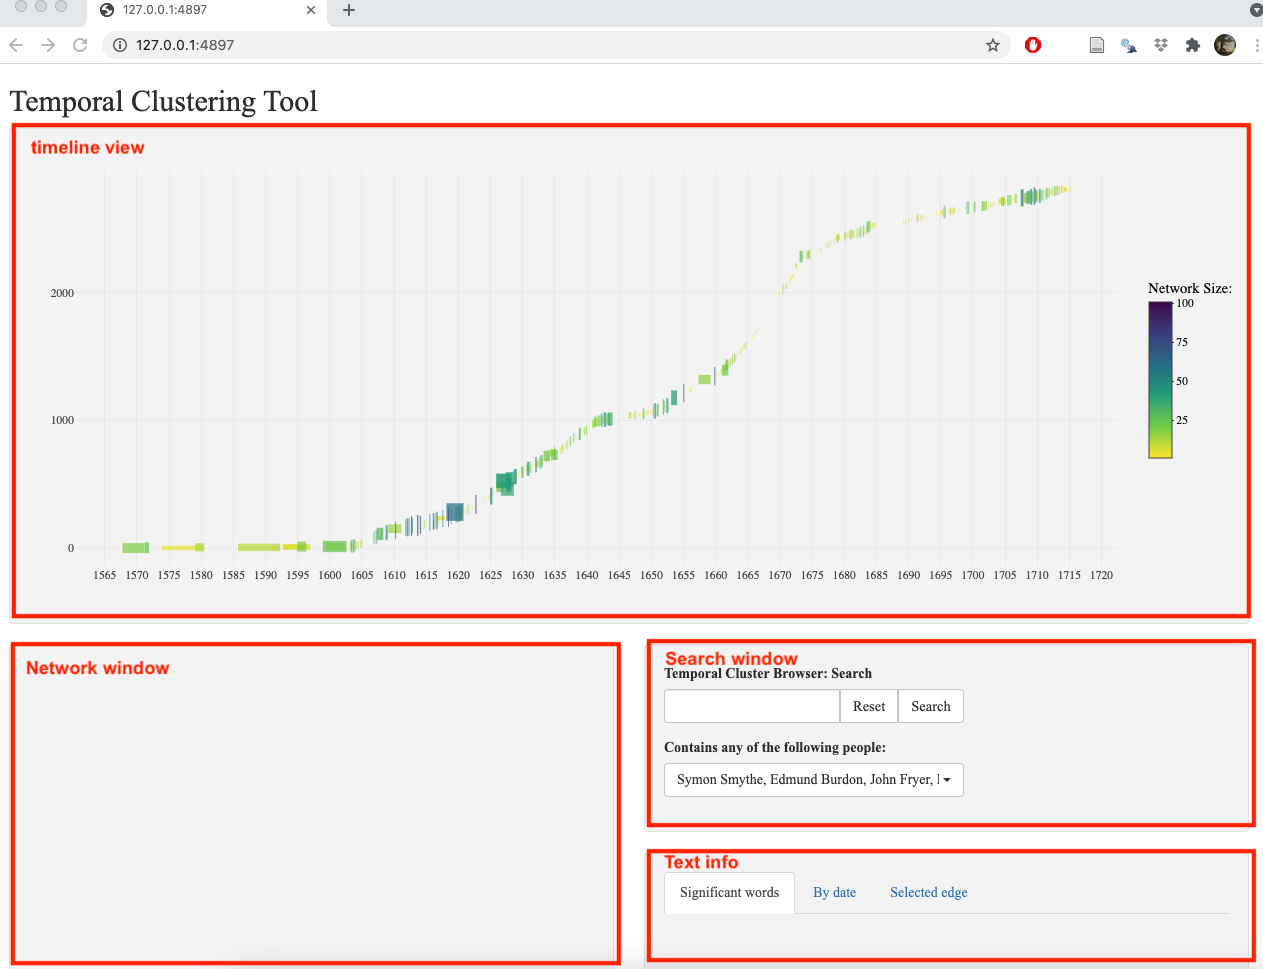 127.0.0.1:4897
127.0.0.1:4897
Temporal Clustering Tool
timeline view
2000
1000
0
1565 1570 1575 1580 1585 1590 1595 1600 1605 1610 1615 1620 1625 1630 1635 1640 1645 1650 1655 1660 1665 1670 1675 1680 1685 1690 1695 1700 1705 1710 1715 1720
Network Size:
100
75
50
25
Network window
Search window
Temporal Cluster Browser: Search
Reset Search
Contains any of the following people:
Symon Smythe, Edmund Burdon, John Fryer,
Text info
Significant words By date Selected edge